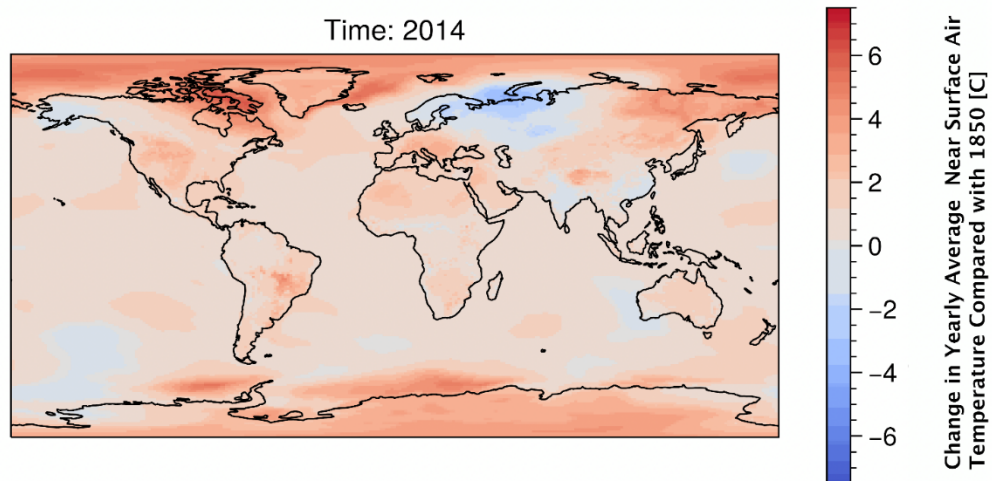 Time: 2014
6
4
2
0
−2
−4
−6
Change in Yearly Average Near Surface Air
Temperature Compared with 1850 [C]